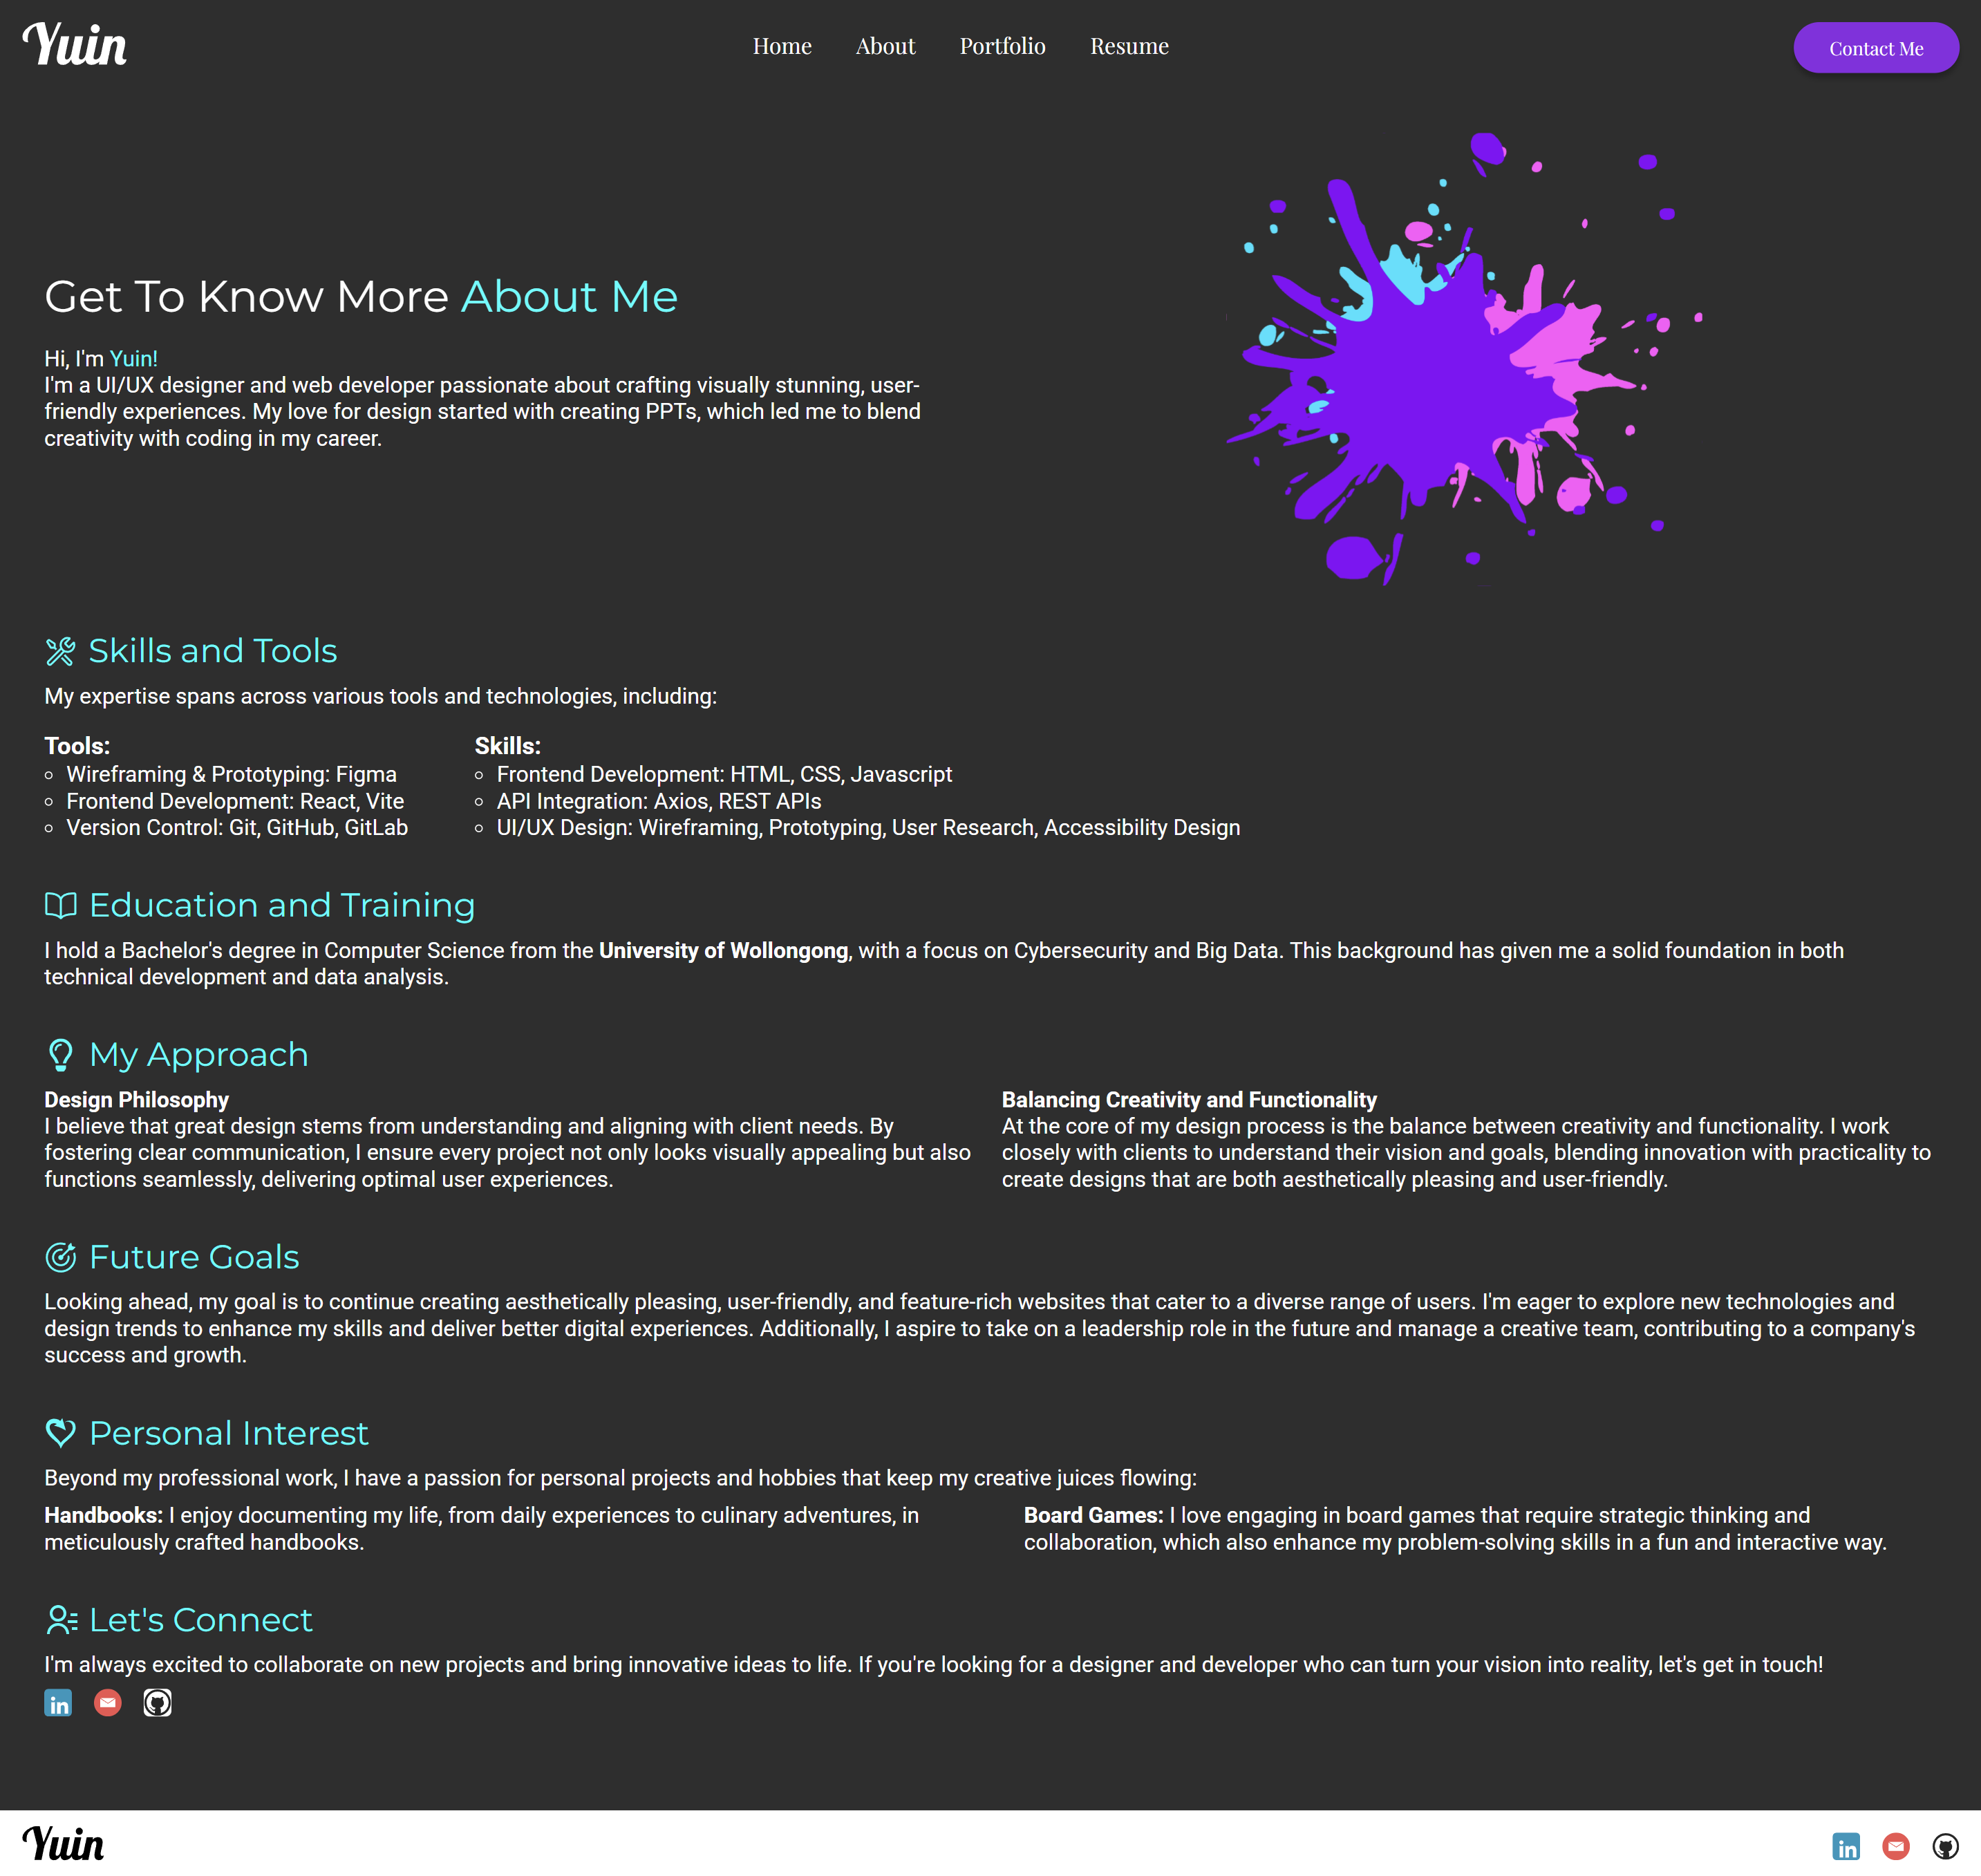 Yuin
Home About Portfolio Resume
Contact Me
Get To Know More About Me
Hi, I'm Yuin!
I'm a UI/UX designer and web developer passionate about crafting visually stunning, user-
friendly experiences. My love for design started with creating PPTs, which led me to blend
creativity with coding in my career.
Skills and Tools
My expertise spans across various tools and technologies, including:
Tools:
Wireframing & Prototyping: Figma
Frontend Development: React, Vite
Version Control: Git, GitHub, GitLab
Skills:
Frontend Development: HTML, CSS, Javascript
API Integration: Axios, REST APIs
UI/UX Design: Wireframing, Prototyping, User Research, Accessibility Design
Education and Training
I hold a Bachelor's degree in Computer Science from the University of Wollongong, with a focus on Cybersecurity and Big Data. This background has given me a solid foundation in both
technical development and data analysis.
My Approach
Design Philosophy
I believe that great design stems from understanding and aligning with client needs. By
fostering clear communication, I ensure every project not only looks visually appealing but also
functions seamlessly, delivering optimal user experiences.
Balancing Creativity and Functionality
At the core of my design process is the balance between creativity and functionality. I work
closely with clients to understand their vision and goals, blending innovation with practicality to
create designs that are both aesthetically pleasing and user-friendly.
Future Goals
Looking ahead, my goal is to continue creating aesthetically pleasing, user-friendly, and feature-rich websites that cater to a diverse range of users. I'm eager to explore new technologies and
design trends to enhance my skills and deliver better digital experiences. Additionally, I aspire to take on a leadership role in the future and manage a creative team, contributing to a company's
success and growth.
Personal Interest
Beyond my professional work, I have a passion for personal projects and hobbies that keep my creative juices flowing:
Handbooks: I enjoy documenting my life, from daily experiences to culinary adventures, in
meticulously crafted handbooks.
Board Games: I love engaging in board games that require strategic thinking and
collaboration, which also enhance my problem-solving skills in a fun and interactive way.
Let's Connect
I'm always excited to collaborate on new projects and bring innovative ideas to life. If you're looking for a designer and developer who can turn your vision into reality, let's get in touch!
in
Yuin
in